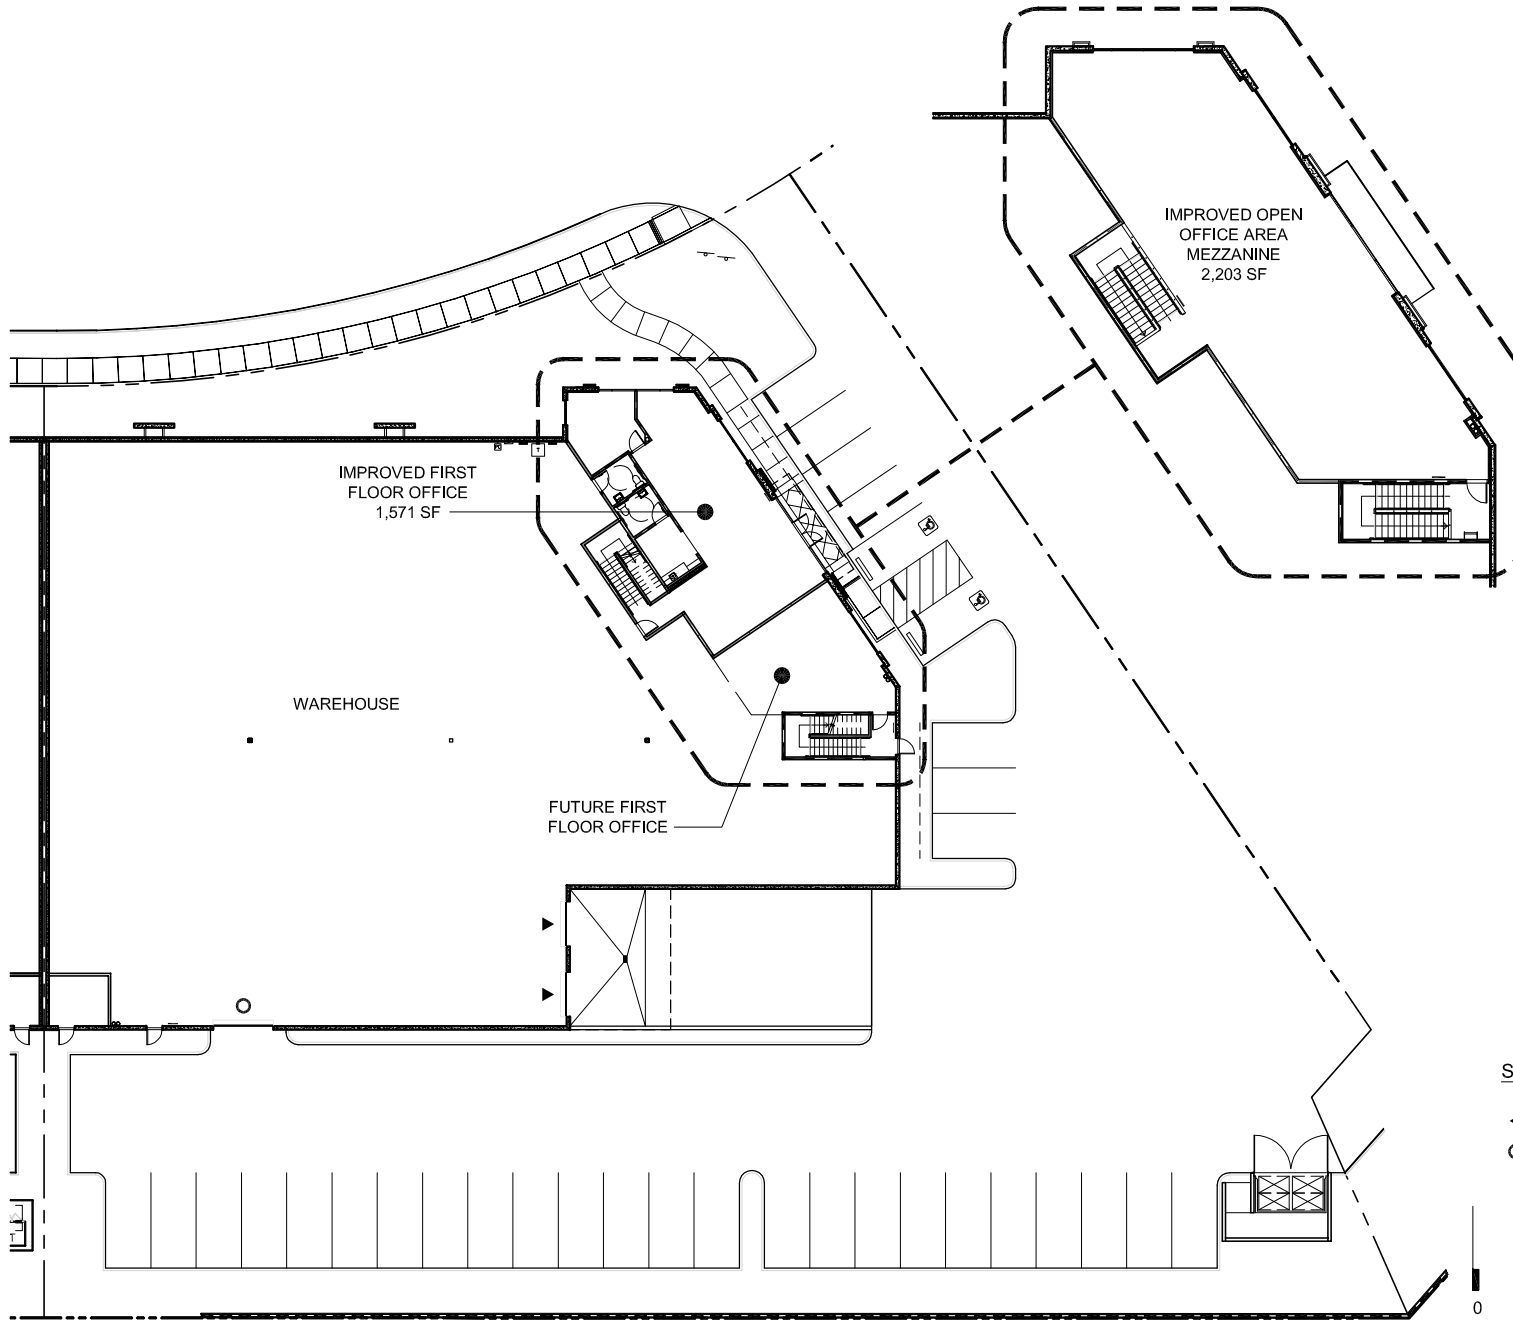 IMPROVED OPEN
OFFICE AREA
MEZZANINE
2,203 SF
IMPROVED FIRST
FLOOR OFFICE
1,571 SF
WAREHOUSE
FUTURE FIRST
FLOOR OFFICE
S
0